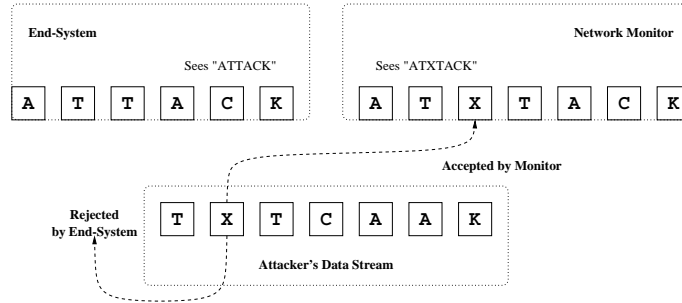 End-System
Sees "ATTACK"
A T T A C K
Network Monitor
Sees "ATXTACK"
A T X T A C K
Accepted by Monitor
Rejected
by End-System
T X T C A A K
Attacker's Data Stream